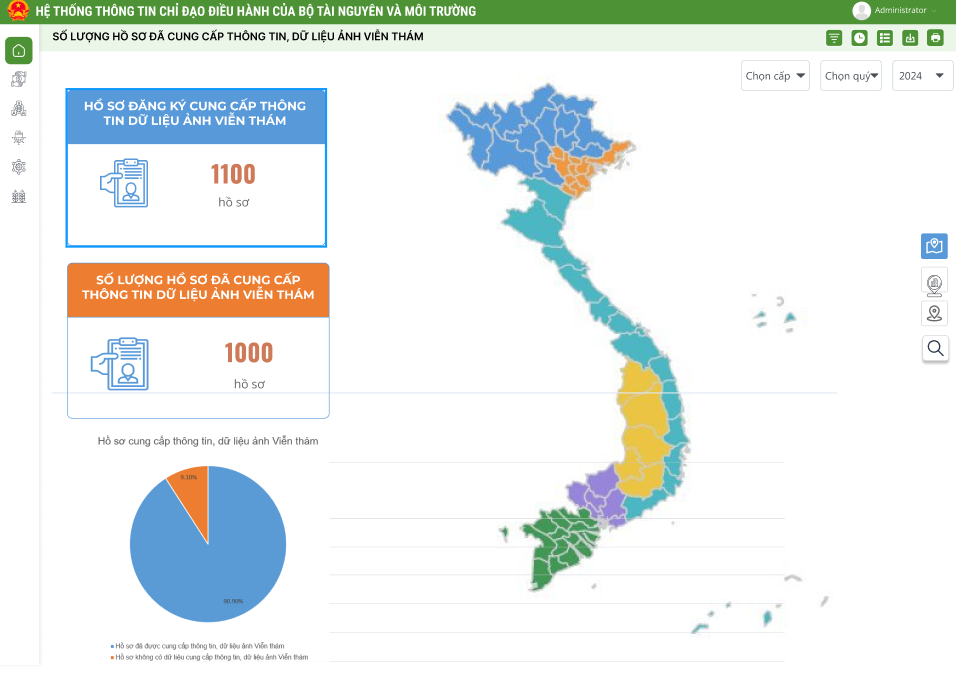 HỆ THỐNG THÔNG TIN CHỈ ĐẠO ĐIỀU HÀNH CỦA BỘ TÀI NGUYÊN VÀ MÔI TRƯỜNG
Administrator
SỐ LƯỢNG HỒ SƠ ĐÃ CUNG CẤP THÔNG TIN, DỮ LIỆU ẢNH VIỄN THÁM
Chọn cấp
Chọn quý
2024
HỒ SƠ ĐĂNG KÝ CUNG CẤP THÔNG
TIN DỮ LIỆU ẢNH VIỄN THÁM
1100
hồ sơ
SỐ LƯỢNG HỒ SƠ ĐÃ CUNG CẤP
THÔNG TIN DỮ LIỆU ẢNH VIỄN THÁM
1000
hồ sơ
Hồ sơ cung cấp thông tin, dữ liệu ảnh Viễn thám
9.10%
90.90%
Hồ sơ đã được cung cấp thông tin, dữ liệu ảnh Viễn thám
Hồ sơ không có dữ liệu cung cấp thông tin, dữ liệu ảnh Viễn thám